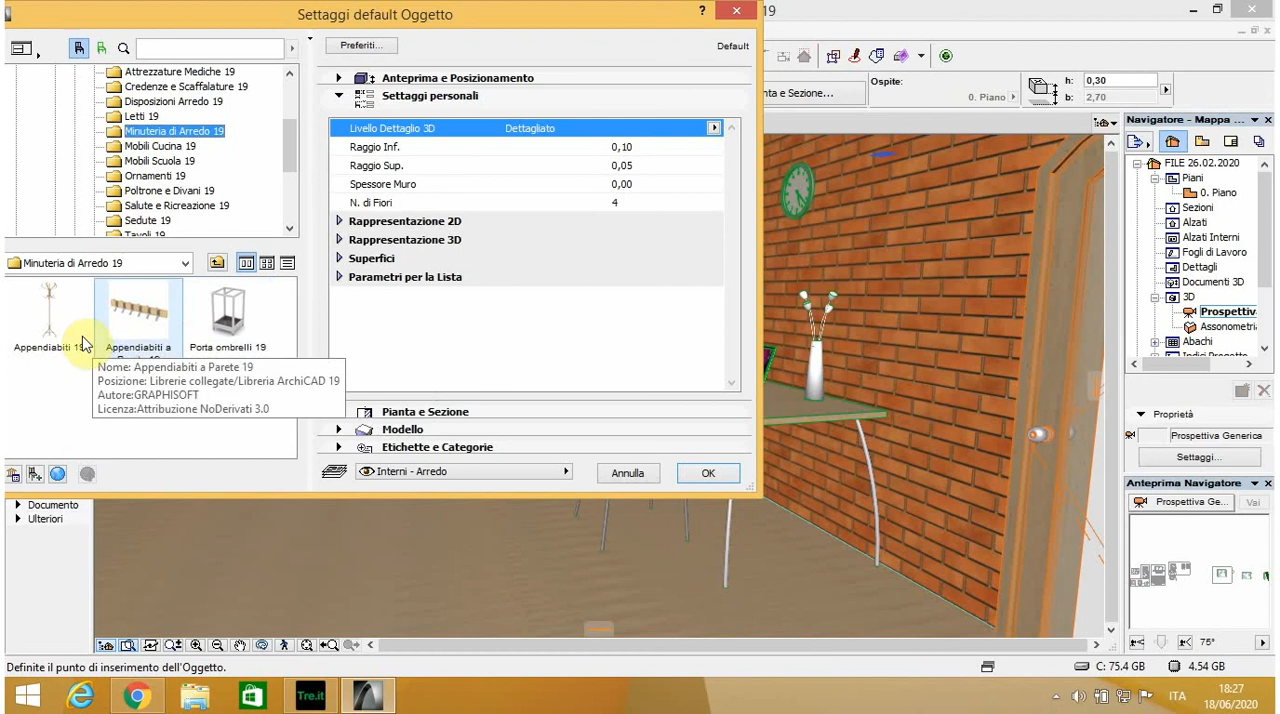 Settaggi default Oggetto
?
19
Preferiti...
Default
Attrezzature Mediche 19
Credenze e Scaffalature 19
Disposizioni Arredo 19
Letti 19
Minuteria di Arredo 19
Mobili Cucina 19
Mobili Scuola 19
Ornamenti 19
Poltrone e Divani 19
Salute e Ricreazione 19
Sedute 19
Tavoli 19
Minuteria di Arredo 19
Appendiabiti 19
Appendiabiti a
Porta ombrelli 19
Nome: Appendiabiti a Parete 19
Posizione: Librerie collegate/Libreria ArchiCAD 19
Autore:GRAPHISOFT
Licenza:Attribuzione NoDerivati 3.0
Anteprima e Posizionamento
Settaggi personali
Livello Dettaglio 3D Dettagliato
Raggio Inf. 0,10
Raggio Sup. 0,05
Spessore Muro 0,00
N. di Fiori 4
Rappresentazione 2D
Rappresentazione 3D
Superfici
Parametri per la Lista
Pianta e Sezione
Modello
Etichette e Categorie
Interni - Arredo
Annulla
OK
nta e Sezione...
Ospite:
0. Piano
h: 0,30
b: 2,70
Navigatore - Mappa
FILE 26.02.2020
Piani
0. Piano
Sezioni
Alzati
Alzati Interni
Fogli di Lavoro
Dettagli
Documenti 3D
3D
Prospettiv
Assonometri
Abachi
Indici Progetto
Proprietà
Prospettiva Generica
Settaggi...
Anteprima Navigatore
Prospettiva Ge...
Vai
75°
Documento
Ulteriori
Definite il punto di inserimento dell'Oggetto.
C: 75.4 GB
4.54 GB
Tre.it
ITA
18:27
18/06/2020